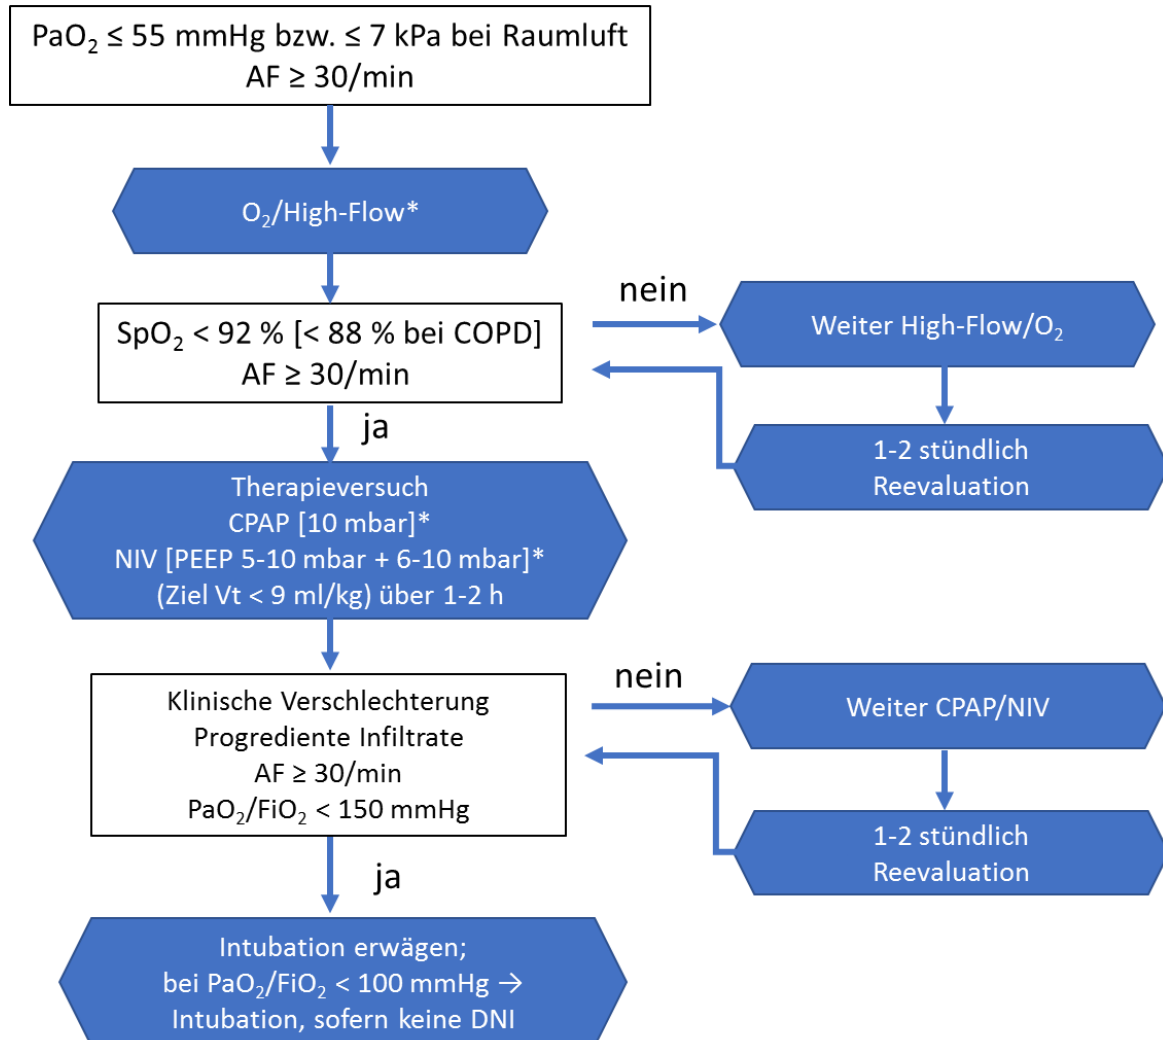 PaO₂ ≤ 55 mmHg bzw. ≤ 7 kPa bei Raumluft
AF ≥ 30/min
O₂/High-Flow*
SpO₂ < 92 % [< 88 % bei COPD]
AF ≥ 30/min
nein
Weiter High-Flow/O₂
1-2 stündlich
Reevaluation
ja
Therapieversuch
CPAP [10 mbar]*
NIV [PEEP 5-10 mbar + 6-10 mbar]*
(Ziel Vt < 9 ml/kg) über 1-2 h
Klinische Verschlechterung
Progrediente Infiltrate
AF ≥ 30/min
PaO₂/FiO₂ < 150 mmHg
nein
Weiter CPAP/NIV
1-2 stündlich
Reevaluation
ja
Intubation erwägen;
bei PaO₂/FiO₂ < 100 mmHg →
Intubation, sofern keine DNI